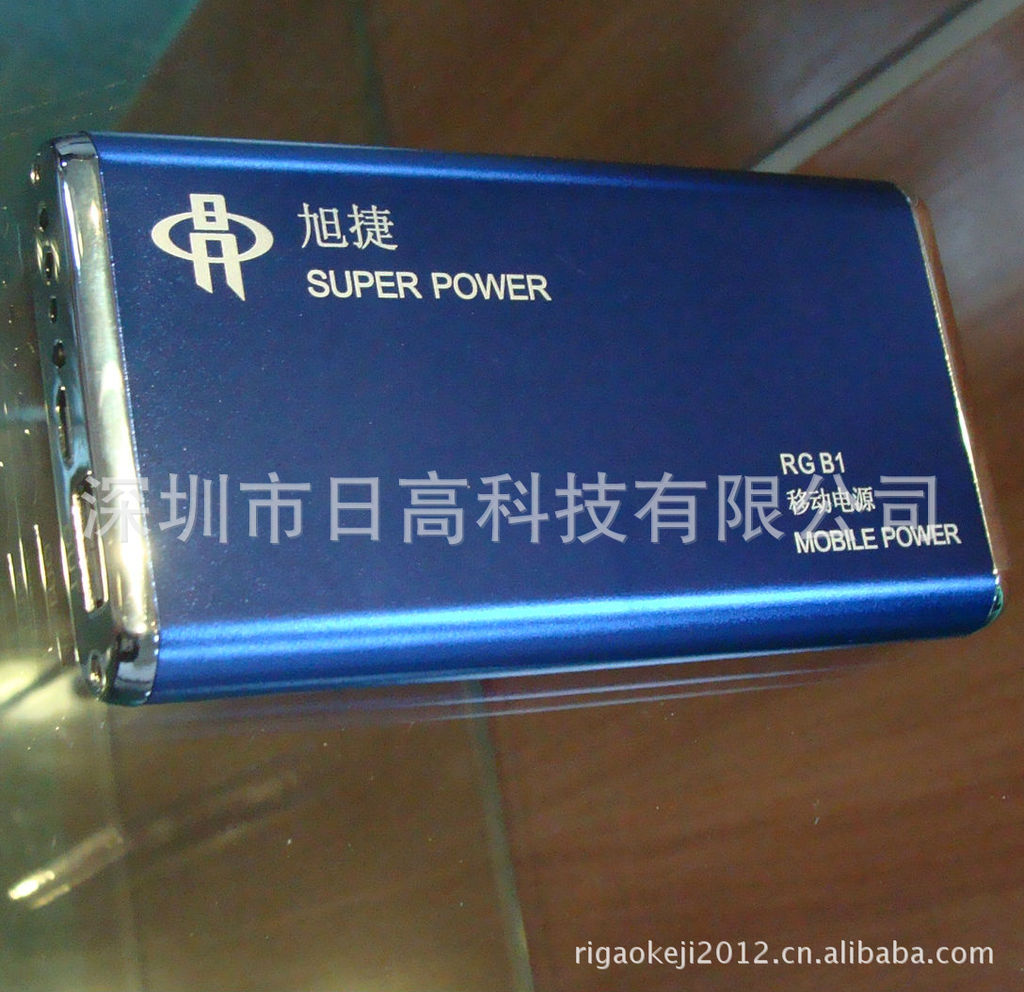 旭捷
SUPER POWER
RG B1
深圳市日高科技有限公司
移动电源
MOBILE POWER
rigaokeji2012.cn.alibaba.com